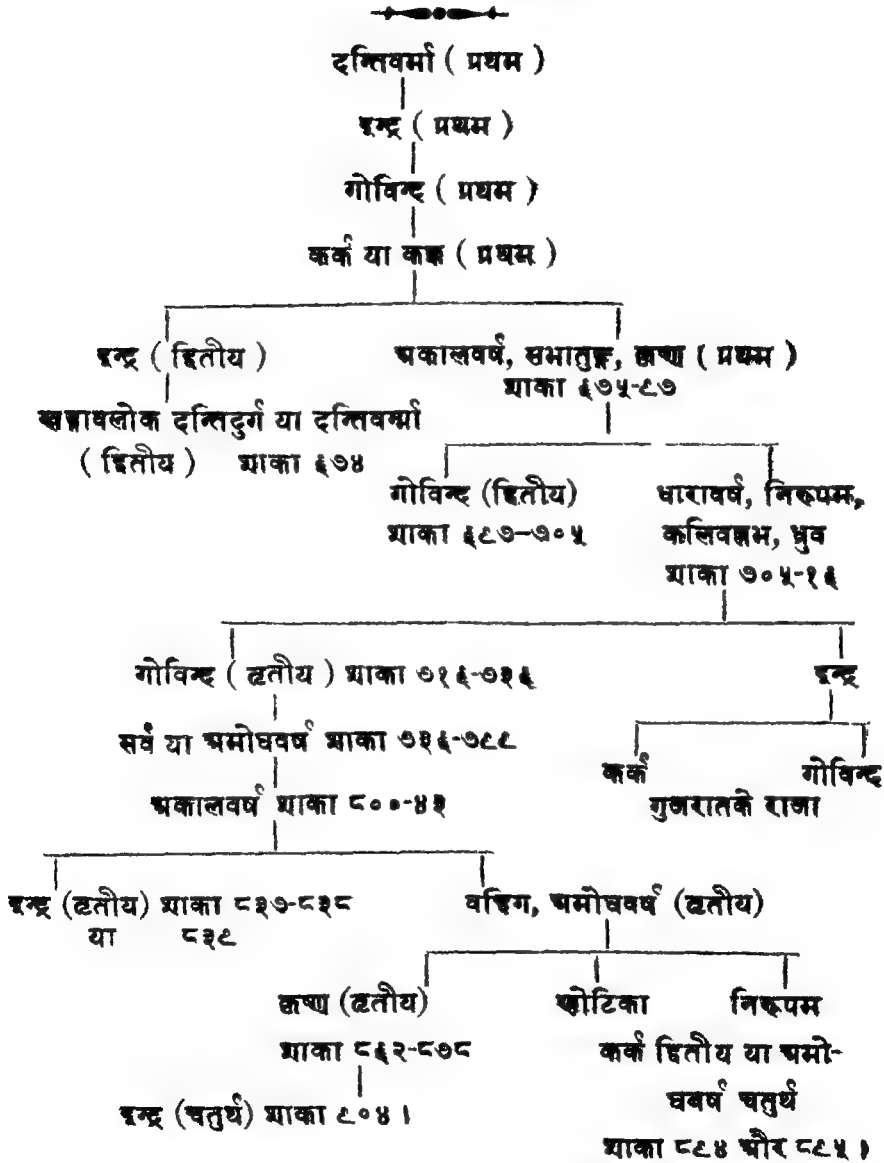 दन्तिवर्मा ( प्रथम )
इन्द्र ( प्रथम )
गोविन्द ( प्रथम )
कर्क या कक्क ( प्रथम )
इन्द्र ( द्वितीय ) अकालवर्ष, सभातुङ्ग, कृष्ण ( प्रथम )
शाका ६७५-९७
खड्गावलोक दन्तिदुर्ग या दन्तिवर्म्मा
( द्वितीय ) शाका ६७४
गोविन्द (द्वितीय) धारावर्ष, निरूपम,
शाका ६९७-७०५ कलिवल्लभ, ध्रुव
शाका ७०५-१६
गोविन्द ( तृतीय ) शाका ७१६-७३६ इन्द्र
सर्व या अमोघवर्ष शाका ७३६-७९९
कर्क गोविन्द
अकालवर्ष शाका ८००-४३ गुजरातके राजा
इन्द्र (तृतीय) शाका ८३७-८३८ वद्दिग, अमोघवर्ष (तृतीय)
या ८३९
कृष्ण (तृतीय) खोटिका निरूपम
शाका ८६२-८७८ कर्क द्वितीय या अमो-
घवर्ष चतुर्थ
इन्द्र (चतुर्थ) शाका ९०४।
शाका ८९४ और ८९५।